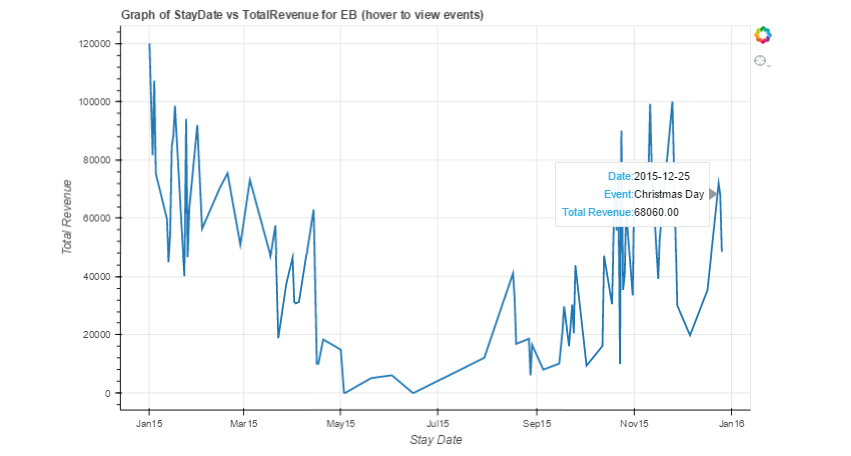 Graph of StayDate vs TotalRevenue for EB (hover to view events)
120000
100000
80000
60000
40000
20000
0
Total Revenue
Date:2015-12-25
Event:Christmas Day
Total Revenue:68060.00
Jan15 Mar15 May15 Jul15 Sep15 Nov15 Jan16
Stay Date